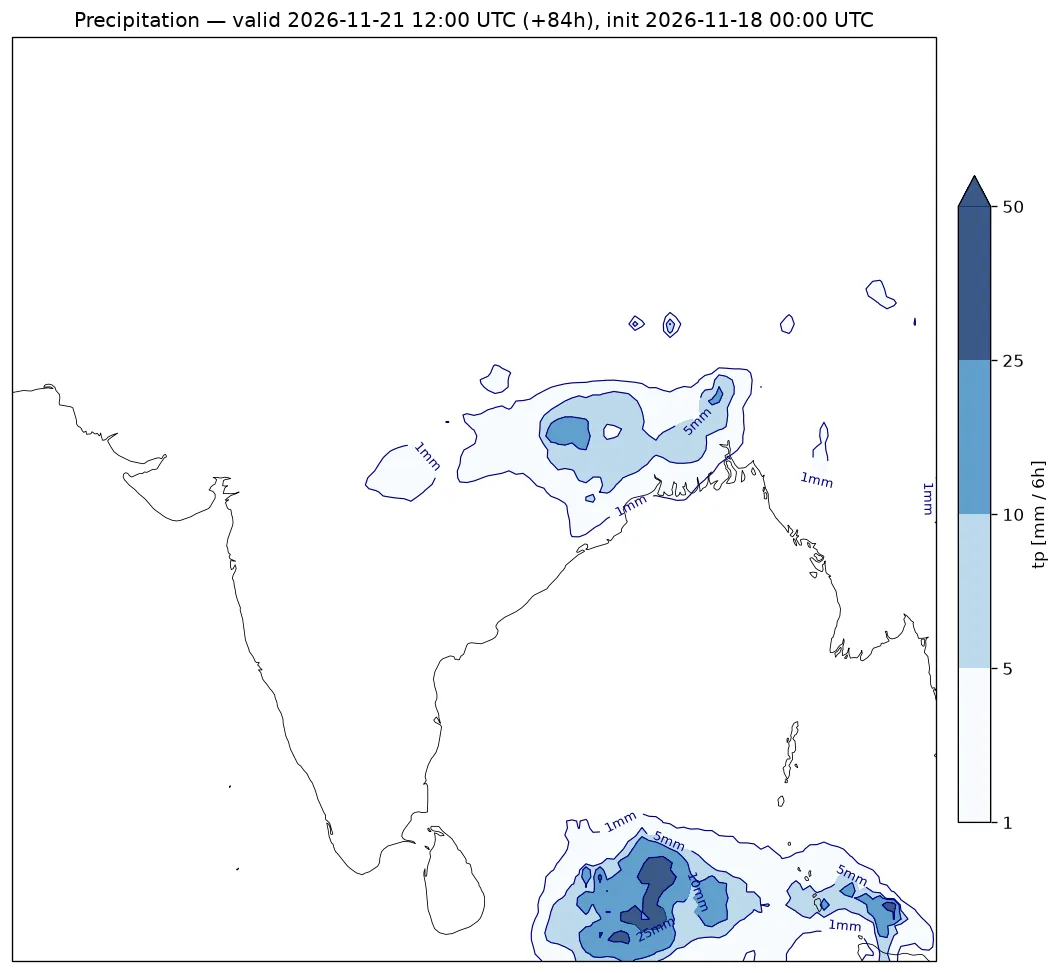 Precipitation — valid 2026-11-21 12:00 UTC (+84h), init 2026-11-18 00:00 UTC
50
25
10
5
1
tp [mm / 6h]
1mm
5mm
1mm
1mm
1mm
1mm
5mm
10mm
25mm
5mm
1mm